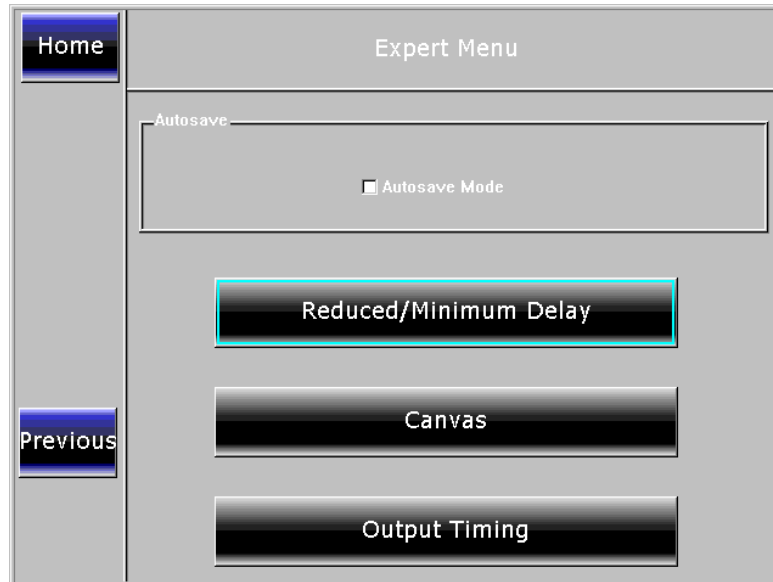 Home
Expert Menu
Autosave
Autosave Mode
Reduced/Minimum Delay
Canvas
Previous
Output Timing